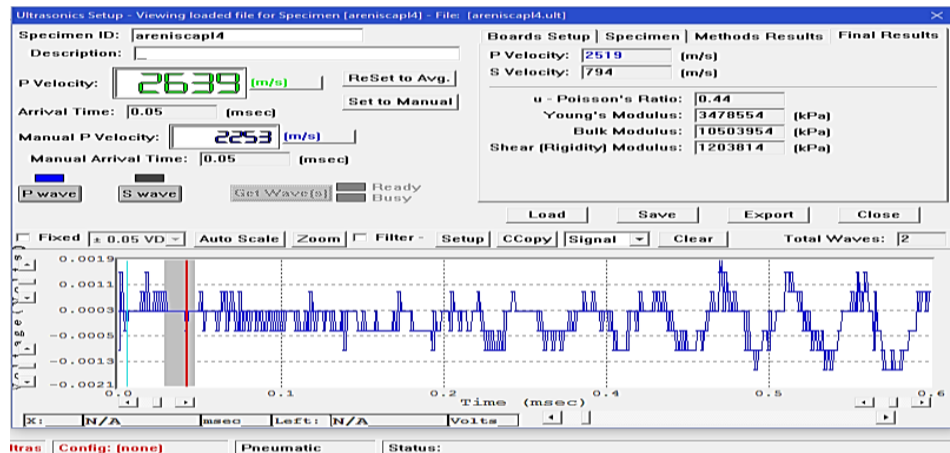 Ultrasonics Setup - Viewing loaded file for Specimen [areniscapl4] - File: [areniscapl4.ult]
Specimen ID: areniscapl4
Description:
P Velocity: 2639 (m/s) ReSet to Avg.
Arrival Time: 0.05 (msec) Set to Manual
Manual P Velocity: 2253 (m/s)
Manual Arrival Time: 0.05 (msec)
P wave S wave Get Wave(s) Ready
Busy
Boards Setup Specimen Methods Results Final Results
P Velocity: 2519 (m/s)
S Velocity: 794 (m/s)
u - Poisson's Ratio: 0.44
Young's Modulus: 3478554 (kPa)
Bulk Modulus: 10503954 (kPa)
Shear (Rigidity) Modulus: 1203814 (kPa)
Load Save Export Close
Fixed ± 0.05 VD Auto Scale Zoom Filter - Setup CCopy Signal Clear Total Waves: 2
0.0019
0.0011
0.0003
-0.0005
-0.0013
-0.0021
0.0 0.1 0.2 0.3 0.4 0.5 0.6
Time (msec)
X: N/A msec Left: N/A Volts
ltras Config: (none) Pneumatic Status: